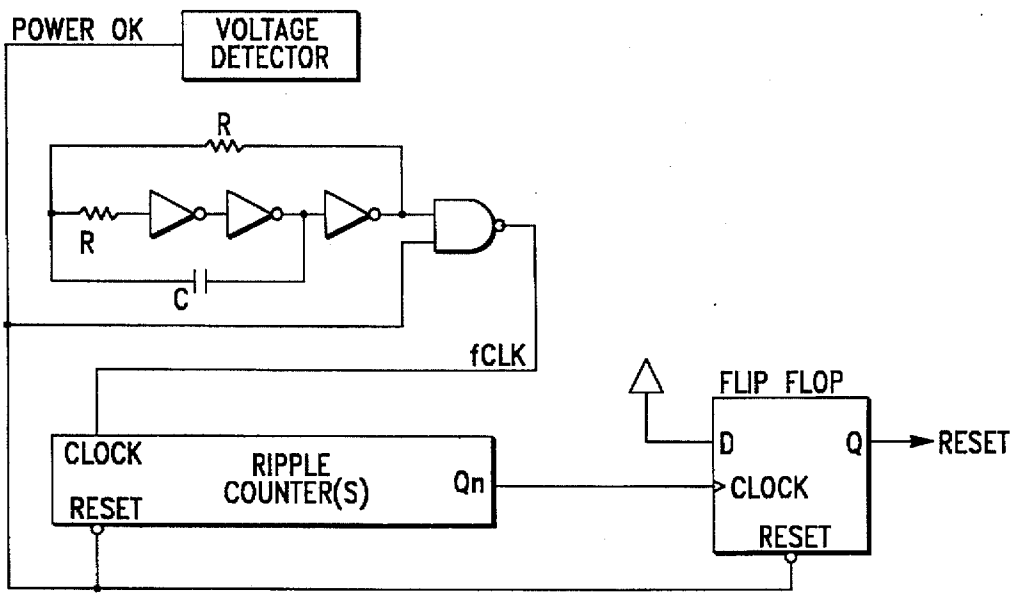 POWER OK
VOLTAGE
DETECTOR
R
R
C
fCLK
FLIP FLOP
CLOCK
RIPPLE
COUNTER(S)
Qn
RESET
D
Q
RESET
CLOCK
RESET